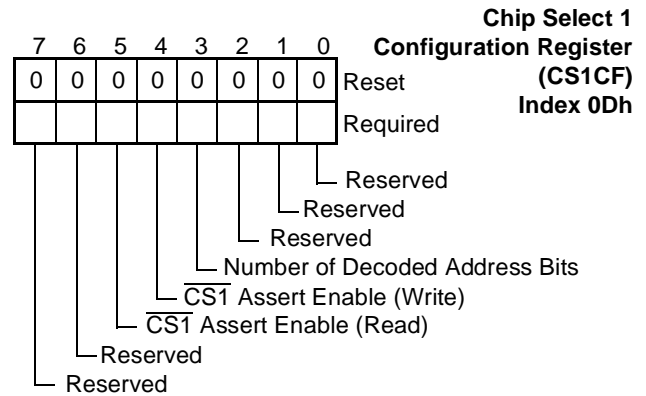 Chip Select 1
Configuration Register
(CS1CF)
Index 0Dh
7 6 5 4 3 2 1 0
0 0 0 0 0 0 0 0 Reset
Required
Reserved
Reserved
Reserved
Number of Decoded Address Bits
CS1 Assert Enable (Write)
CS1 Assert Enable (Read)
Reserved
Reserved